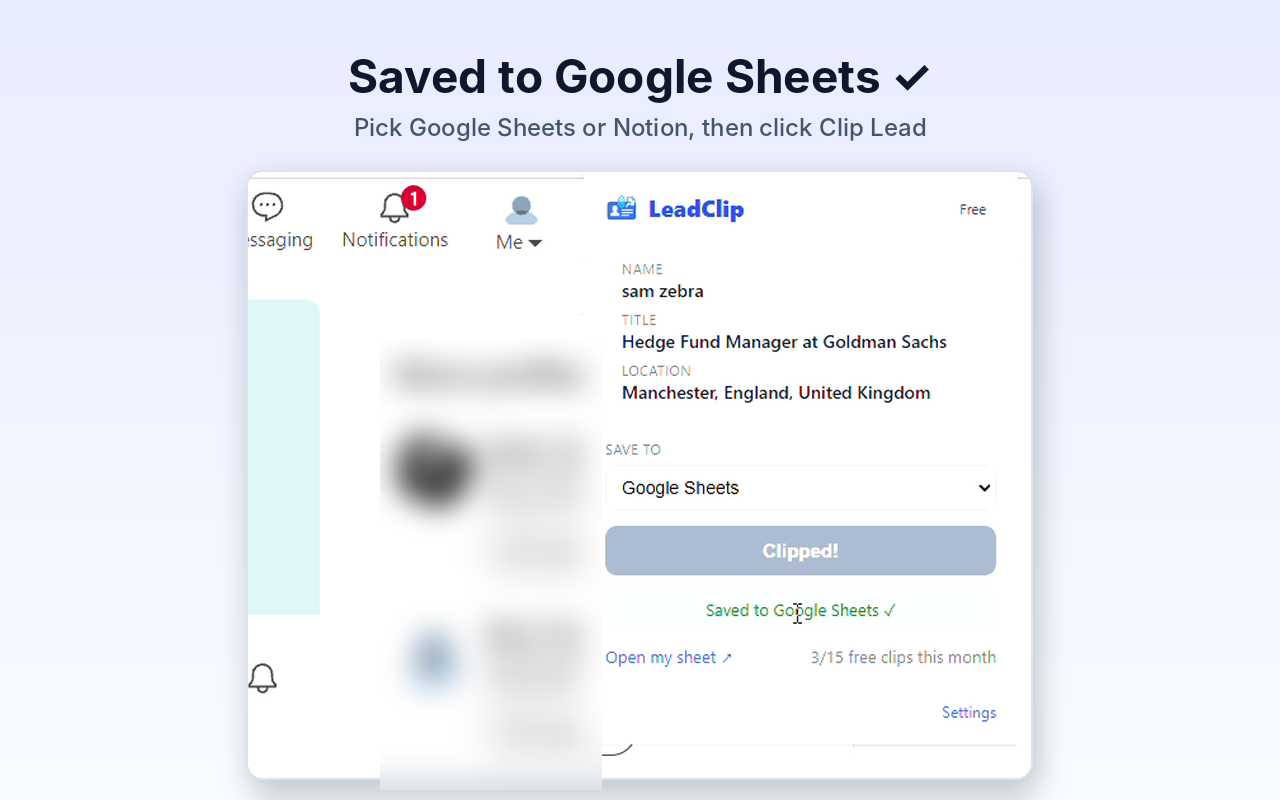 Saved to Google Sheets ✓
Pick Google Sheets or Notion, then click Clip Lead
1
ssaging
Notifications
Me
LeadClip
Free
NAME
sam zebra
TITLE
Hedge Fund Manager at Goldman Sachs
LOCATION
Manchester, England, United Kingdom
SAVE TO
Google Sheets
Clipped!
Saved to Google Sheets ✓
Open my sheet ↗
3/15 free clips this month
Settings